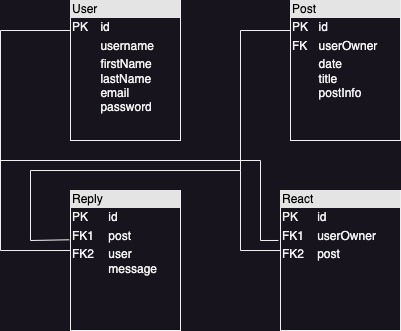 User
PK id
username
firstName
lastName
email
password
Post
PK id
FK userOwner
date
title
postInfo
Reply
PK id
FK1 post
FK2 user
message
React
PK id
FK1 userOwner
FK2 post